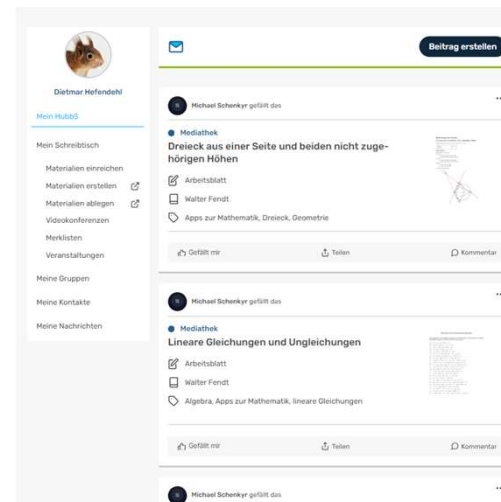 Beitrag erstellen
Dietmar Hefendehl
Mein HubbS
Mein Schreibtisch
Materialien einreichen
Materialien erstellen
Materialien ablegen
Videokonferenzen
Merklisten
Veranstaltungen
Meine Gruppen
Meine Kontakte
Meine Nachrichten
Michael Schenkyr gefällt das
Mediathek
Dreieck aus einer Seite und beiden nicht zuge-
hörigen Höhen
Arbeitsblatt
Walter Fendt
Apps zur Mathematik, Dreieck, Geometrie
Gefällt mir
Teilen
Kommentar
Michael Schenkyr gefällt das
Mediathek
Lineare Gleichungen und Ungleichungen
Arbeitsblatt
Walter Fendt
Algebra, Apps zur Mathematik, lineare Gleichungen
Gefällt mir
Teilen
Kommentar
Michael Schenkyr gefällt das